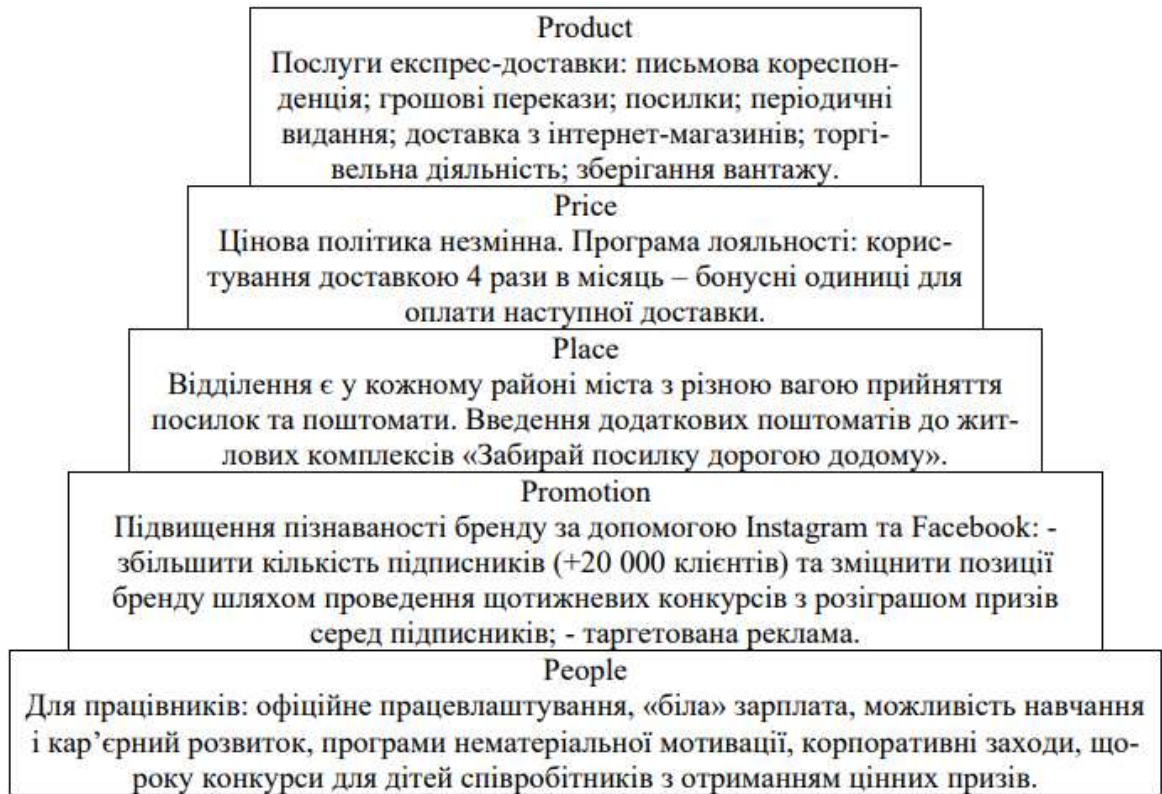 Product
Послуги експрес-доставки: письмова кореспон-
денція; грошові перекази; посилки; періодичні
видання; доставка з інтернет-магазинів; торгі-
вельна діяльність; зберігання вантажу.
Price
Цінова політика незмінна. Програма лояльності: корис-
тування доставкою 4 рази в місяць – бонусні одиниці для
оплати наступної доставки.
Place
Відділення є у кожному районі міста з різною вагою прийняття
посилок та поштомати. Введення додаткових поштоматів до жит-
лових комплексів «Забирай посилку дорогою додому».
Promotion
Підвищення пізнаваності бренду за допомогою Instagram та Facebook: -
збільшити кількість підписників (+20 000 клієнтів) та зміцнити позиції
бренду шляхом проведення щотижневих конкурсів з розіграшом призів
серед підписників; - таргетована реклама.
People
Для працівників: офіційне працевлаштування, «біла» зарплата, можливість навчання
і кар’єрний розвиток, програми нематеріальної мотивації, корпоративні заходи, що-
року конкурси для дітей співробітників з отриманням цінних призів.